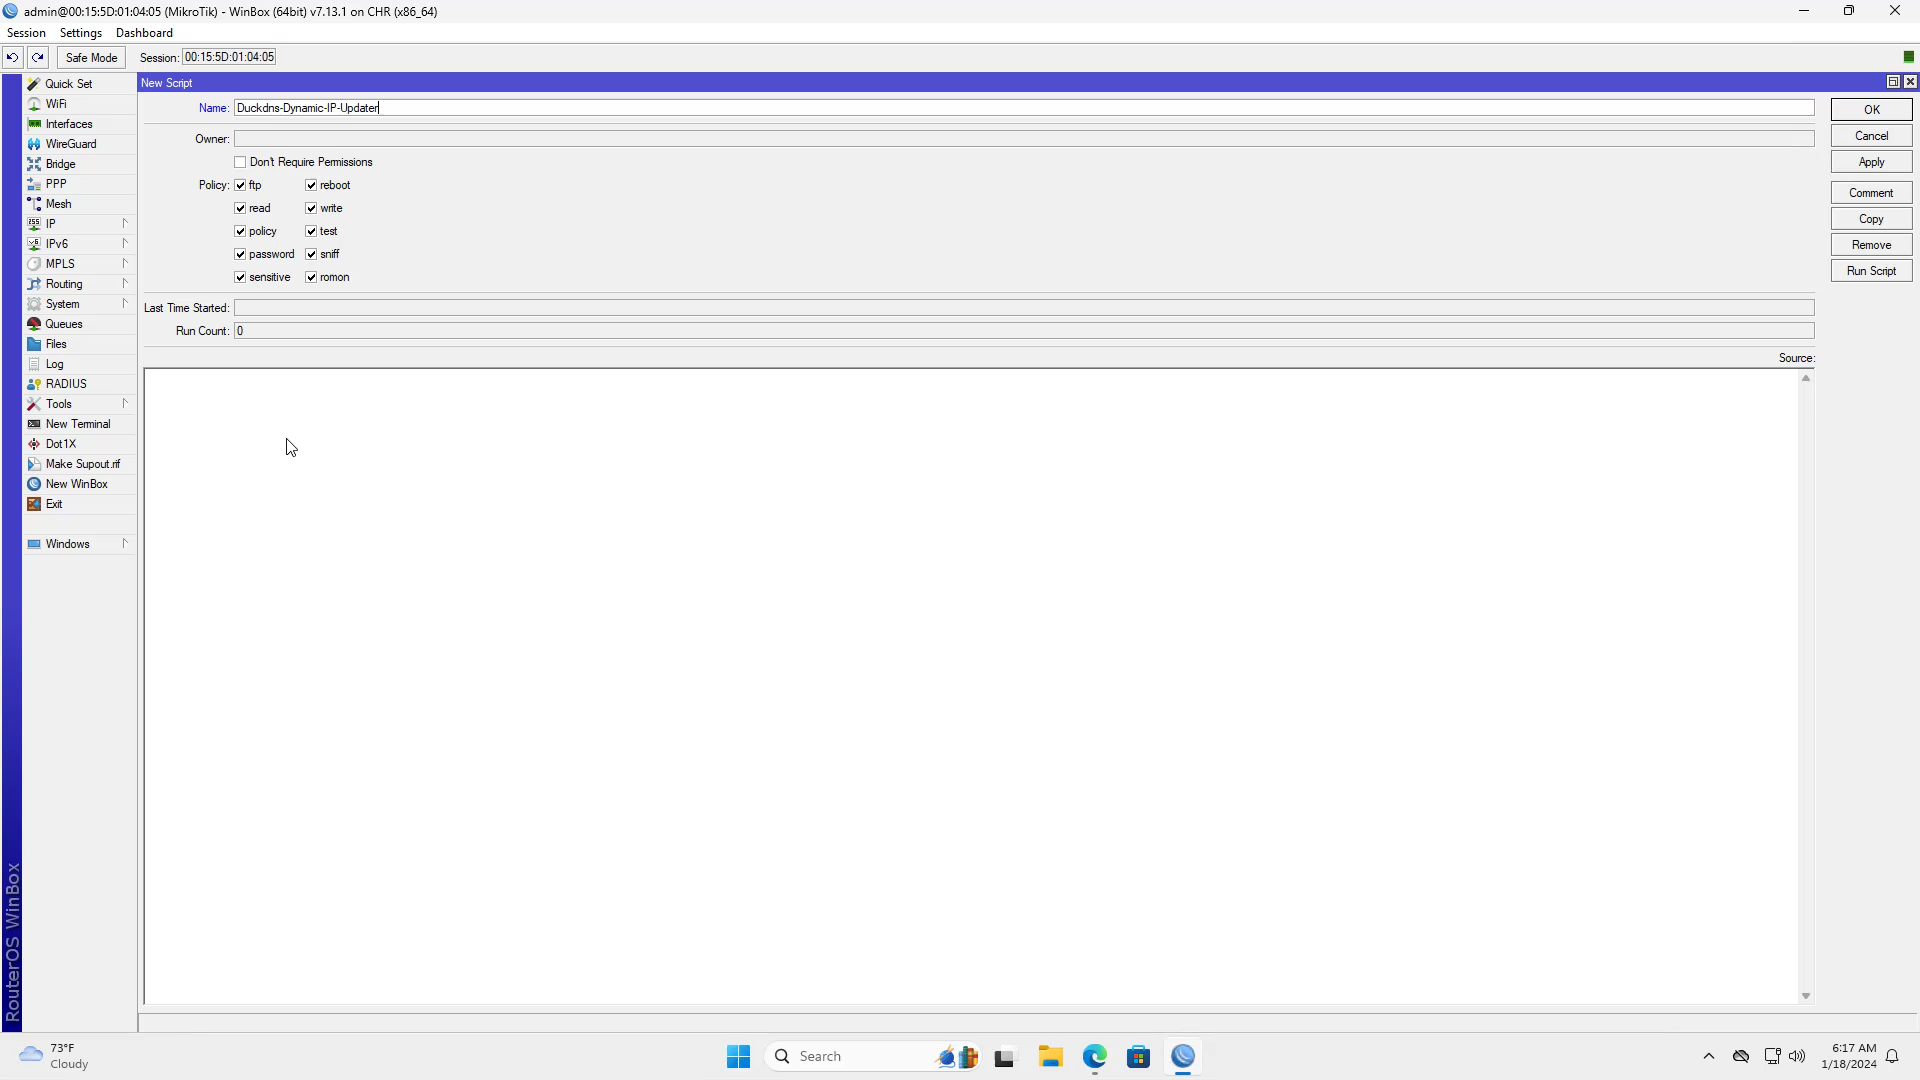 admin@00:15:5D:01:04:05 (MikroTik) - WinBox (64bit) v7.13.1 on CHR (x86_64)
Session Settings Dashboard
Safe Mode Session: 00:15:5D:01:04:05
Quick Set
WiFi
Interfaces
WireGuard
Bridge
PPP
Mesh
IP
IPv6
MPLS
Routing
System
Queues
Files
Log
RADIUS
Tools
New Terminal
Dot1X
Make Supout.rif
New WinBox
Exit
Windows
RouterOS WinBox
New Script
Name: Duckdns-Dynamic-IP-Updater
Owner:
Don't Require Permissions
Policy: ftp reboot
read write
policy test
password sniff
sensitive romon
Last Time Started:
Run Count: 0
Source:
OK
Cancel
Apply
Comment
Copy
Remove
Run Script
73°F
Cloudy
Search
6:17 AM
1/18/2024